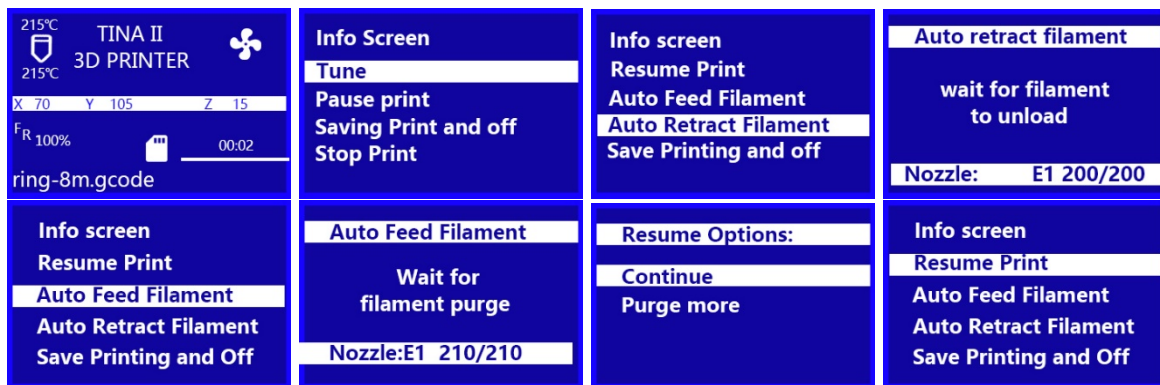 215℃
TINA II
3D PRINTER
215℃
X 70 Y 105 Z 15
FR 100%
00:02
ring-8m.gcode
Info Screen
Tune
Pause print
Saving Print and off
Stop Print
Info screen
Resume Print
Auto Feed Filament
Auto Retract Filament
Save Printing and off
Auto retract filament
wait for filament
to unload
Nozzle: E1 200/200
Info screen
Resume Print
Auto Feed Filament
Auto Retract Filament
Save Printing and Off
Auto Feed Filament
Wait for
filament purge
Nozzle:E1 210/210
Resume Options:
Continue
Purge more
Info screen
Resume Print
Auto Feed Filament
Auto Retract Filament
Save Printing and Off